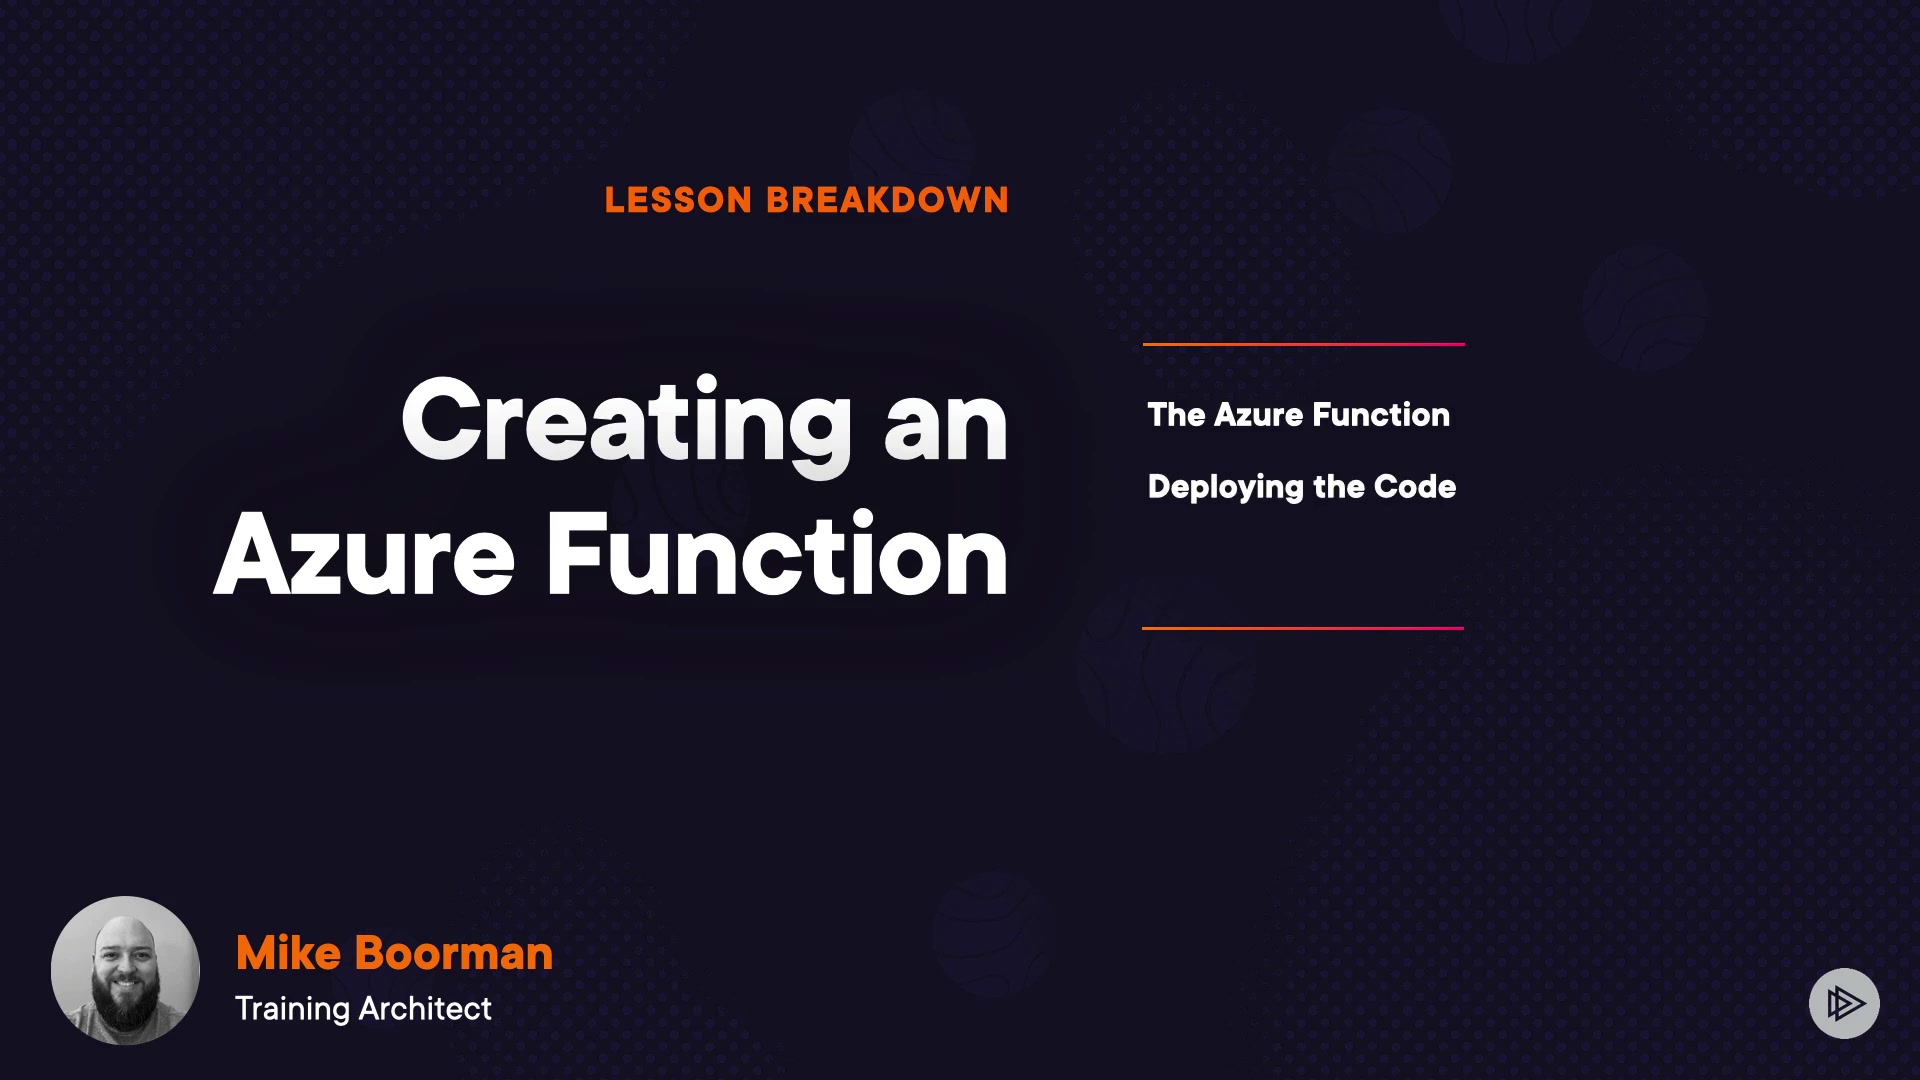 LESSON BREAKDOWN
Creating an
Azure Function
The Azure Function
Deploying the Code
Mike Boorman
Training Architect